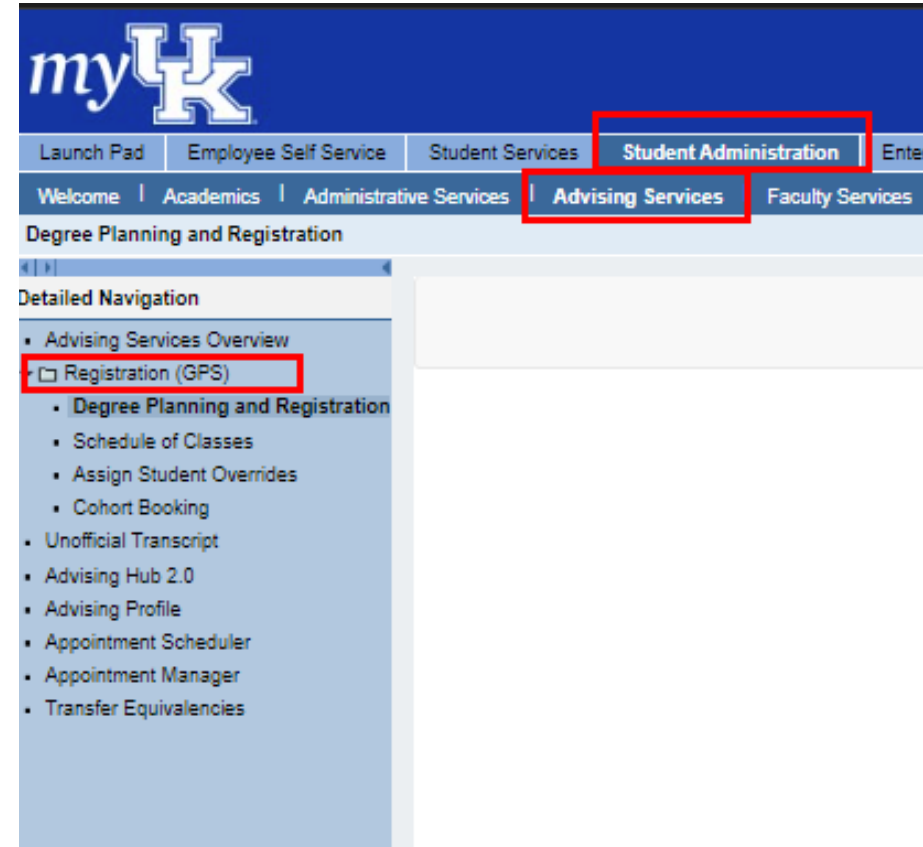 myUK
Launch Pad Employee Self Service Student Services Student Administration Ente
Welcome | Academics | Administrative Services | Advising Services Faculty Services
Degree Planning and Registration
Detailed Navigation
Advising Services Overview
Registration (GPS)
Degree Planning and Registration
Schedule of Classes
Assign Student Overrides
Cohort Booking
Unofficial Transcript
Advising Hub 2.0
Advising Profile
Appointment Scheduler
Appointment Manager
Transfer Equivalencies